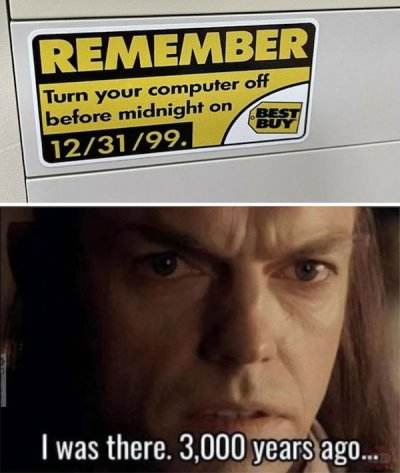 REMEMBER
Turn your computer off
before midnight on
12/31/99.
BEST
BUY
I was there. 3,000 years ago...